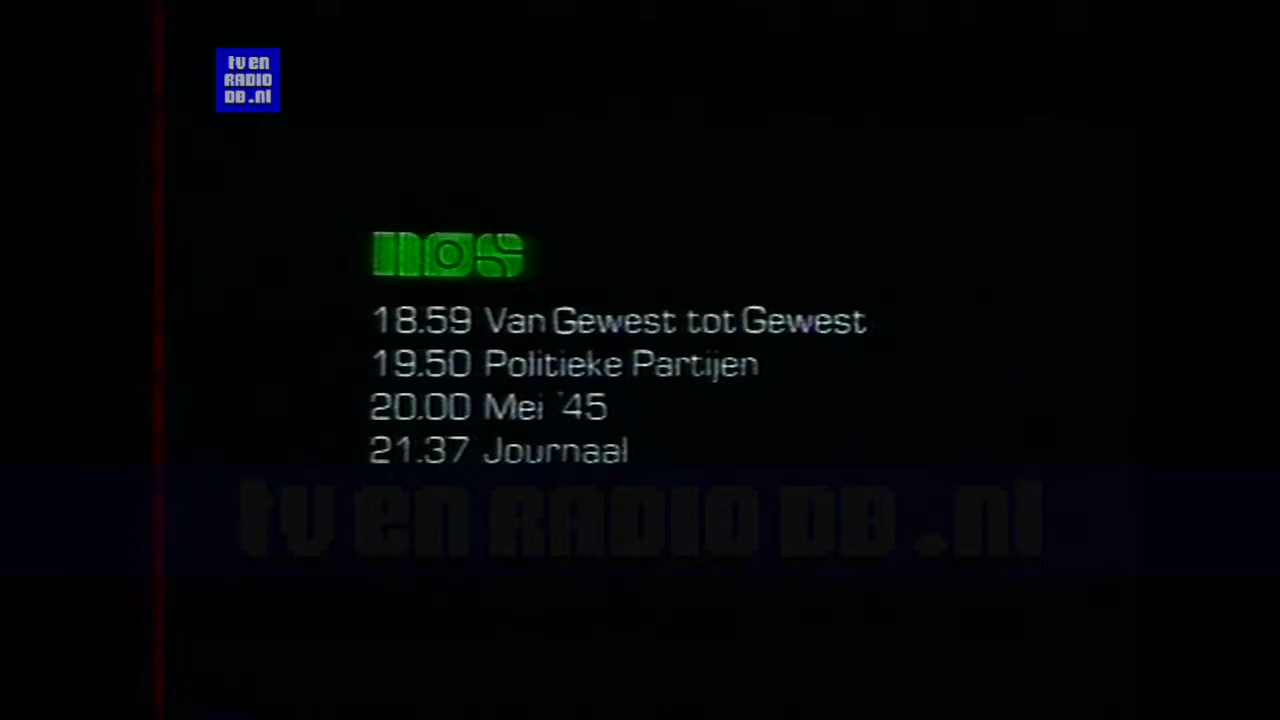 tv en
RADIO
DB.nl
nos
18.59 Van Gewest tot Gewest
19.50 Politieke Partijen
20.00 Mei '45
21.37 Journaal
tv en RADIO DB.nl